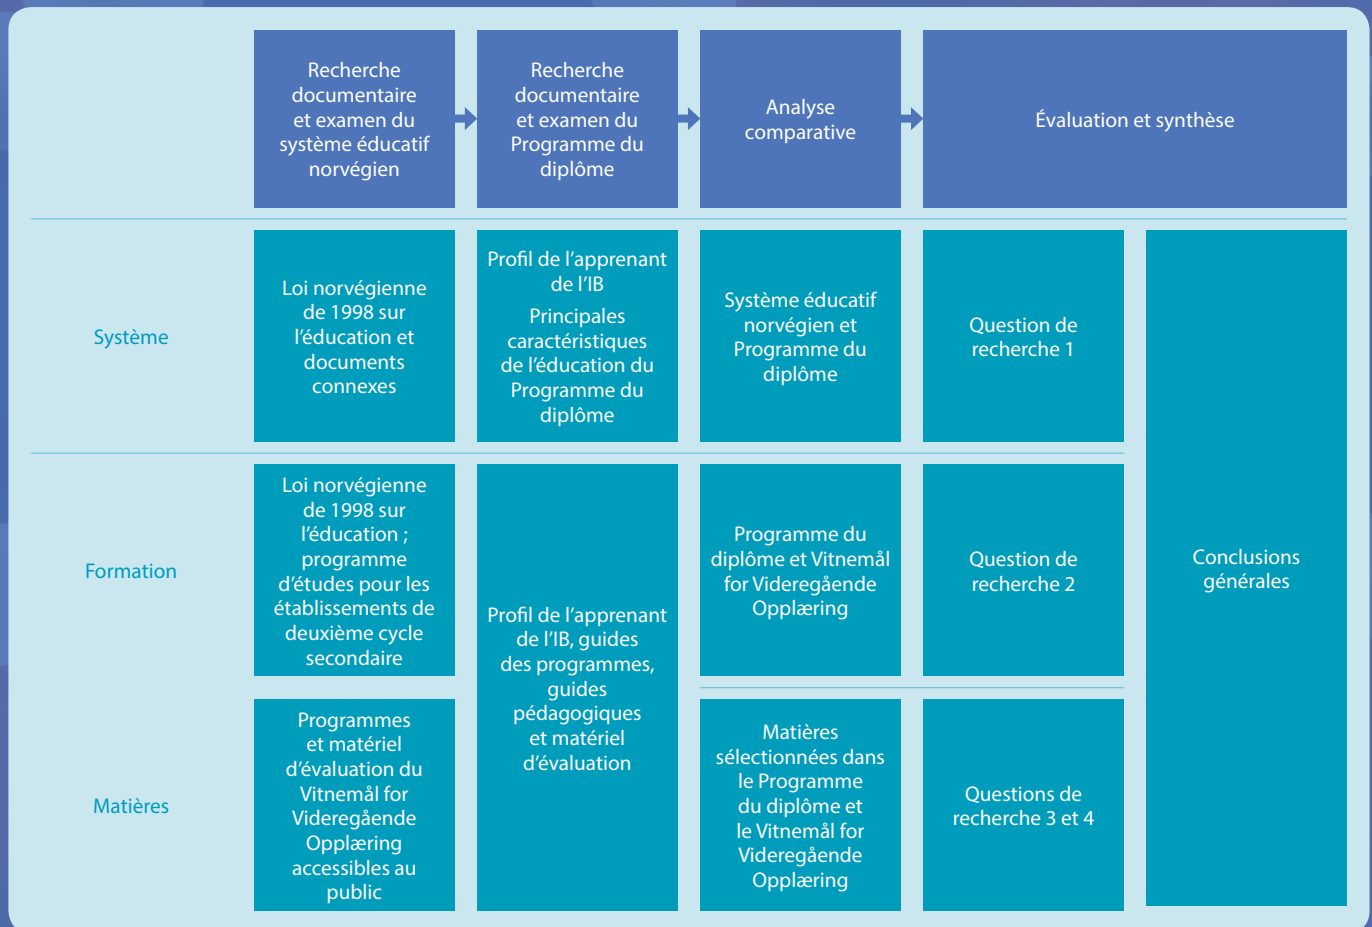 Recherche
documentaire
et examen du
système éducatif
norvégien
Recherche
documentaire
et examen du
Programme du
diplôme
Analyse
comparative
Évaluation et synthèse
Système
Loi norvégienne
de 1998 sur
l'éducation et
documents
connexes
Profil de l'apprenant
de l'IB
Principales
caractéristiques
de l'éducation du
Programme du
diplôme
Système éducatif
norvégien et
Programme du
diplôme
Question de
recherche 1
Formation
Loi norvégienne
de 1998 sur
l'éducation ;
programme
d'études pour les
établissements de
deuxième cycle
secondaire
Profil de l'apprenant
de l'IB, guides
des programmes,
guides
pédagogiques
et matériel
d'évaluation
Programme du
diplôme et Vitnemål
for Videregående
Opplæring
Question de
recherche 2
Conclusions
générales
Matières
Programmes
et matériel
d'évaluation du
Vitnemål for
Videregående
Opplæring
accessibles au
public
Matières
sélectionnées dans
le Programme
du diplôme et
le Vitnemål for
Videregående
Opplæring
Questions de
recherche 3 et 4